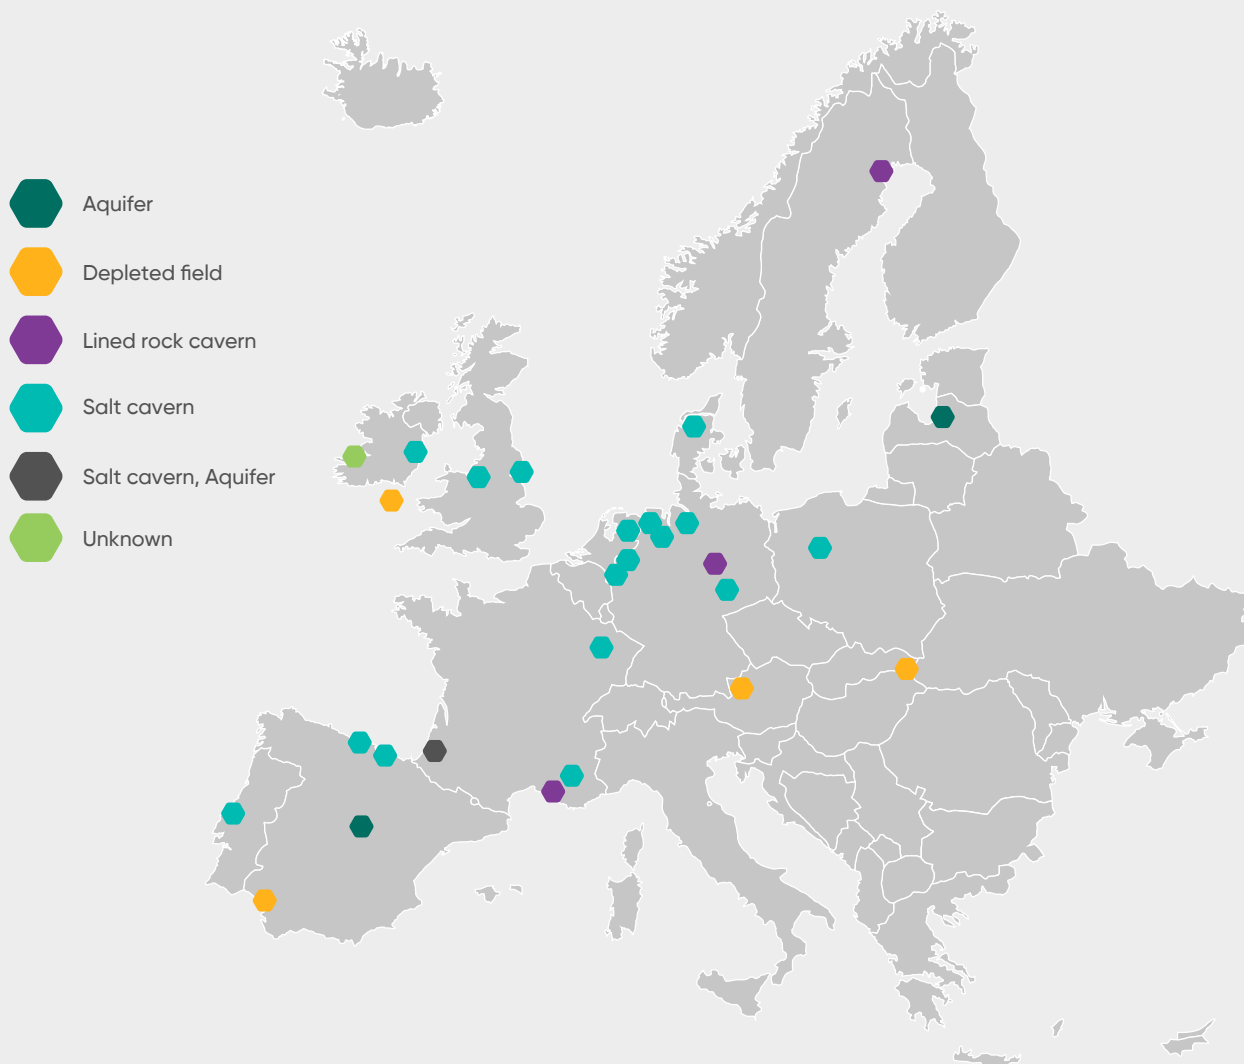 Aquifer
Depleted field
Lined rock cavern
Salt cavern
Salt cavern, Aquifer
Unknown